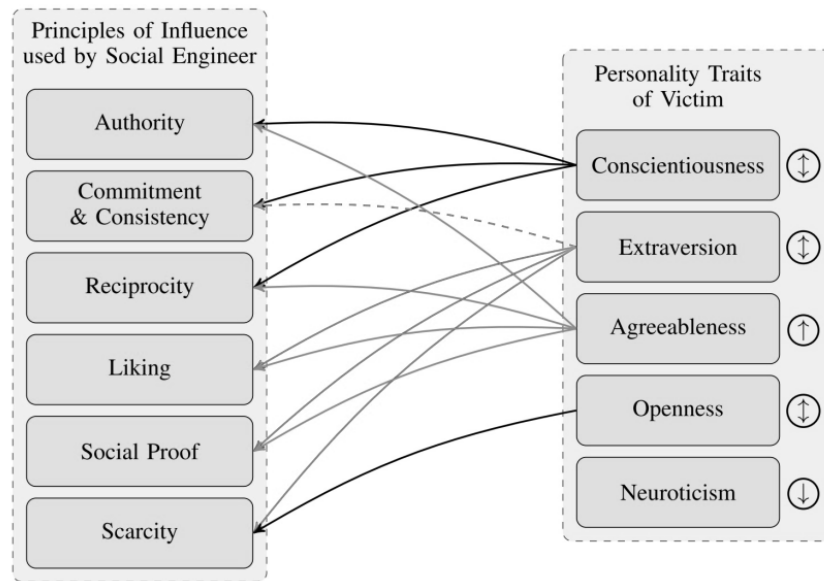 Principles of Influence
used by Social Engineer
Authority
Commitment
& Consistency
Reciprocity
Liking
Social Proof
Scarcity
Personality Traits
of Victim
Conscientiousness
Extraversion
Agreeableness
Openness
Neuroticism